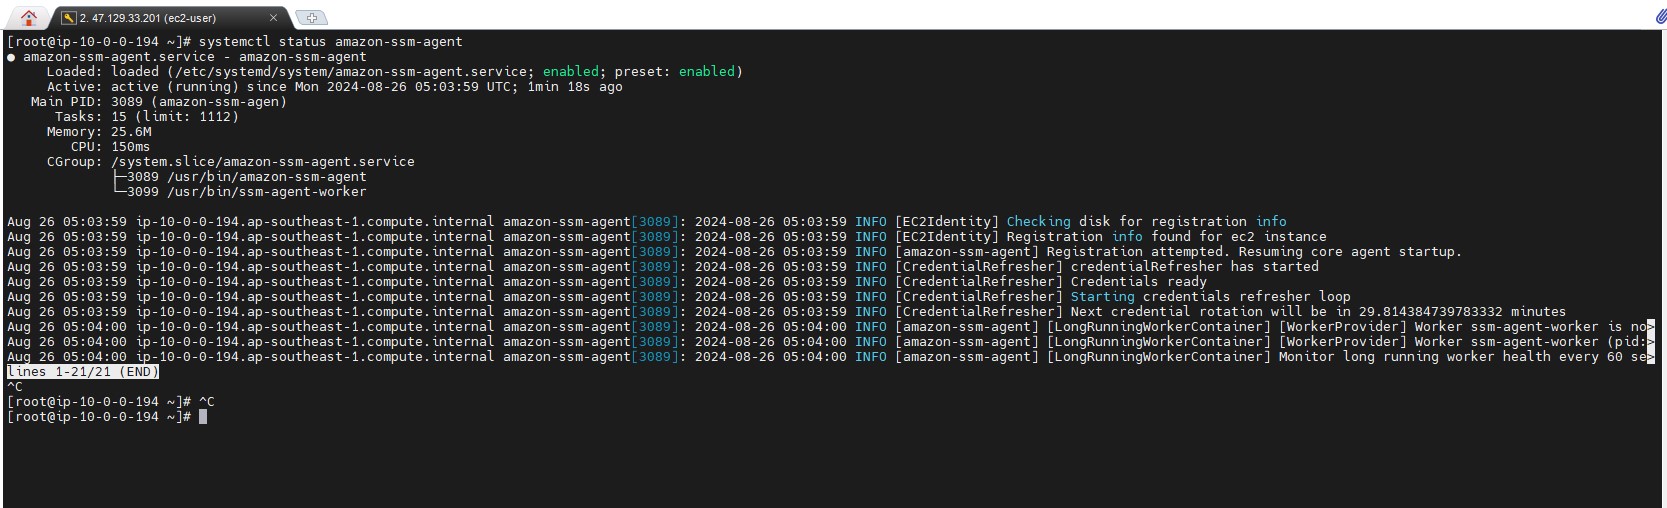 2. 47.129.33.201 (ec2-user)
[root@ip-10-0-0-194 ~]# systemctl status amazon-ssm-agent
● amazon-ssm-agent.service - amazon-ssm-agent
Loaded: loaded (/etc/systemd/system/amazon-ssm-agent.service; enabled; preset: enabled)
Active: active (running) since Mon 2024-08-26 05:03:59 UTC; 1min 18s ago
Main PID: 3089 (amazon-ssm-agen)
Tasks: 15 (limit: 1112)
Memory: 25.6M
CPU: 150ms
CGroup: /system.slice/amazon-ssm-agent.service
├─3089 /usr/bin/amazon-ssm-agent
└─3099 /usr/bin/ssm-agent-worker
Aug 26 05:03:59 ip-10-0-0-194.ap-southeast-1.compute.internal amazon-ssm-agent[3089]: 2024-08-26 05:03:59 INFO [EC2Identity] Checking disk for registration info
Aug 26 05:03:59 ip-10-0-0-194.ap-southeast-1.compute.internal amazon-ssm-agent[3089]: 2024-08-26 05:03:59 INFO [EC2Identity] Registration info found for ec2 instance
Aug 26 05:03:59 ip-10-0-0-194.ap-southeast-1.compute.internal amazon-ssm-agent[3089]: 2024-08-26 05:03:59 INFO [amazon-ssm-agent] Registration attempted. Resuming core agent startup.
Aug 26 05:03:59 ip-10-0-0-194.ap-southeast-1.compute.internal amazon-ssm-agent[3089]: 2024-08-26 05:03:59 INFO [CredentialRefresher] credentialRefresher has started
Aug 26 05:03:59 ip-10-0-0-194.ap-southeast-1.compute.internal amazon-ssm-agent[3089]: 2024-08-26 05:03:59 INFO [CredentialRefresher] Credentials ready
Aug 26 05:03:59 ip-10-0-0-194.ap-southeast-1.compute.internal amazon-ssm-agent[3089]: 2024-08-26 05:03:59 INFO [CredentialRefresher] Starting credentials refresher loop
Aug 26 05:03:59 ip-10-0-0-194.ap-southeast-1.compute.internal amazon-ssm-agent[3089]: 2024-08-26 05:03:59 INFO [CredentialRefresher] Next credential rotation will be in 29.814384739783332 minutes
Aug 26 05:04:00 ip-10-0-0-194.ap-southeast-1.compute.internal amazon-ssm-agent[3089]: 2024-08-26 05:04:00 INFO [amazon-ssm-agent] [LongRunningWorkerContainer] [WorkerProvider] Worker ssm-agent-worker is no>
Aug 26 05:04:00 ip-10-0-0-194.ap-southeast-1.compute.internal amazon-ssm-agent[3089]: 2024-08-26 05:04:00 INFO [amazon-ssm-agent] [LongRunningWorkerContainer] [WorkerProvider] Worker ssm-agent-worker (pid:>
Aug 26 05:04:00 ip-10-0-0-194.ap-southeast-1.compute.internal amazon-ssm-agent[3089]: 2024-08-26 05:04:00 INFO [amazon-ssm-agent] [LongRunningWorkerContainer] Monitor long running worker health every 60 se>
lines 1-21/21 (END)
^C
[root@ip-10-0-0-194 ~]# ^C
[root@ip-10-0-0-194 ~]#